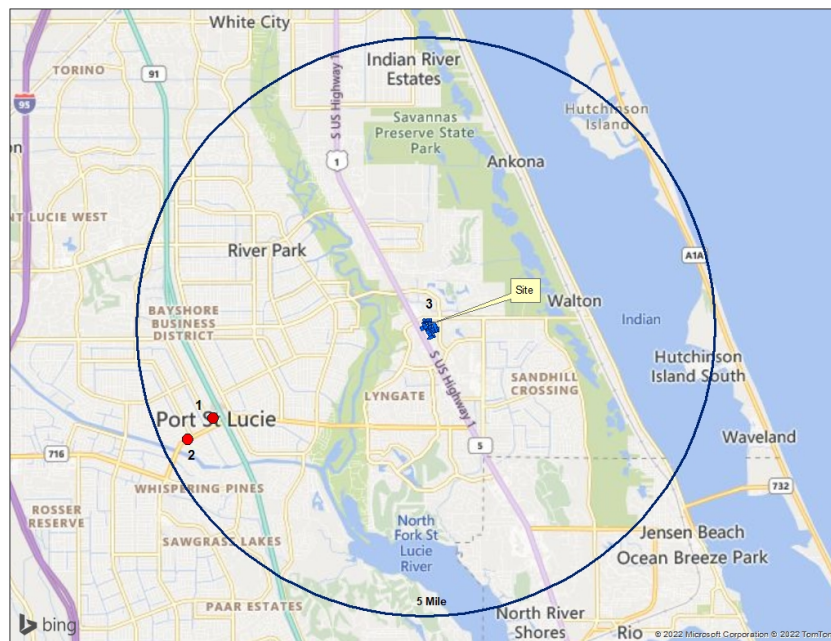 White City
Indian River
Estates
TORINO
91
95
S US Highway 1
Savannas
Preserve State
Park
Hutchinson
Island
1
Ankona
NT LUCIE WEST
River Park
A1A
3
Site
Walton
BAYSHORE
BUSINESS
DISTRICT
Indian
S US Highway 1
Hutchinson
Island South
LYNGATE
SANDHILL
CROSSING
1
Port St Lucie
2
716
5
Waveland
WHISPERING PINES
732
ROSSER
RESERVE
North
Fork St
Lucie
River
SAWGRASS LAKES
Jensen Beach
Ocean Breeze Park
PAAR ESTATES
5 Mile
North River
Shores
Rio
bing
© 2022 Microsoft Corporation © 2022 TomTom